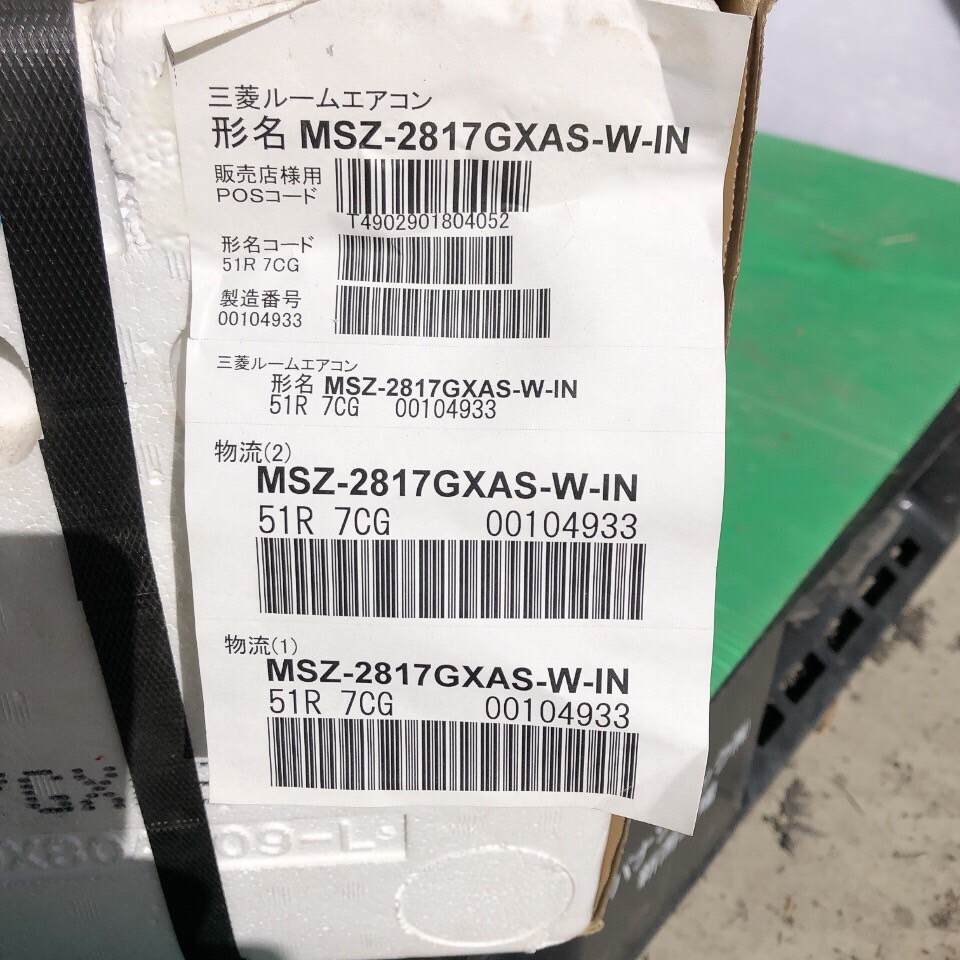 三菱ルームエアコン
形名 MSZ-2817GXAS-W-IN
販売店様用
POSコード
T4902901804052
形名コード
51R 7CG
製造番号
00104933
三菱ルームエアコン
形名 MSZ-2817GXAS-W-IN
51R 7CG 00104933
物流(2)
MSZ-2817GXAS-W-IN
51R 7CG 00104933
物流(1)
MSZ-2817GXAS-W-IN
51R 7CG 00104933
GX
09-L